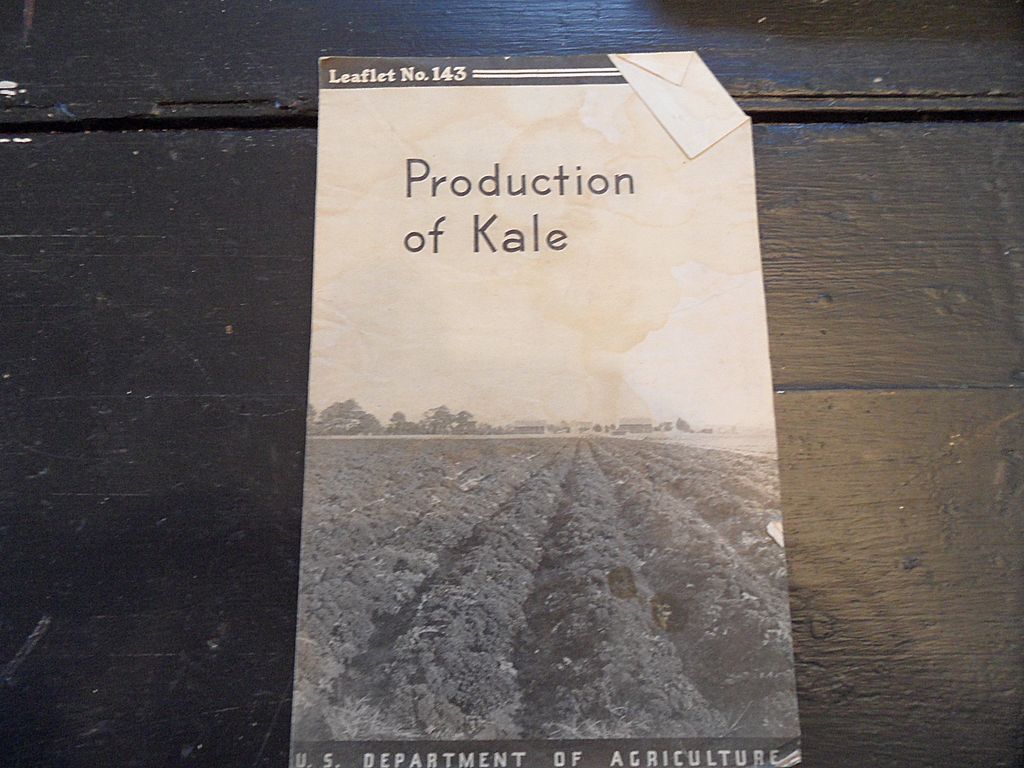 Leaflet No. 143
Production
of Kale
U. S. DEPARTMENT OF AGRICULTURE